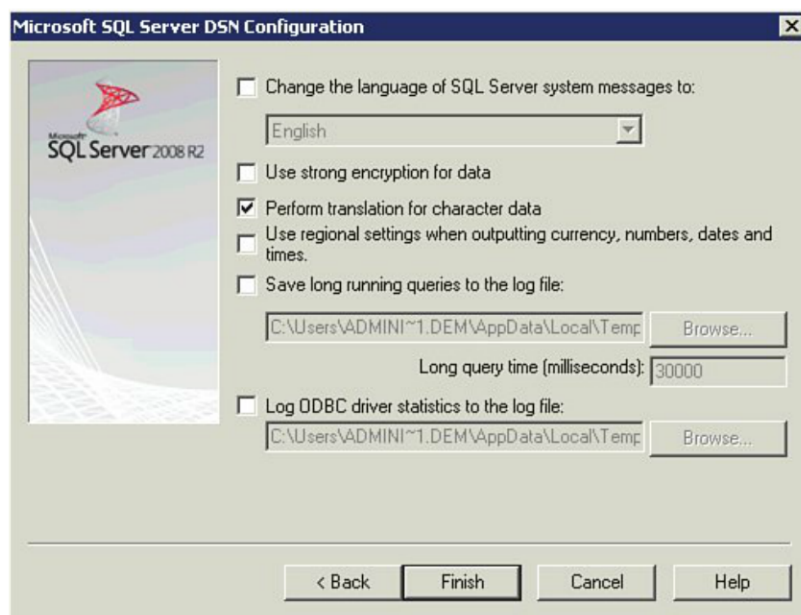 Microsoft SQL Server DSN Configuration
Microsoft
SQL Server 2008 R2
Change the language of SQL Server system messages to:
English
Use strong encryption for data
Perform translation for character data
Use regional settings when outputting currency, numbers, dates and
times.
Save long running queries to the log file:
C:\Users\ADMINI~1.DEM\AppData\Local\Temp
Browse...
Long query time (milliseconds):
30000
Log ODBC driver statistics to the log file:
C:\Users\ADMINI~1.DEM\AppData\Local\Temp
Browse...
< Back
Finish
Cancel
Help